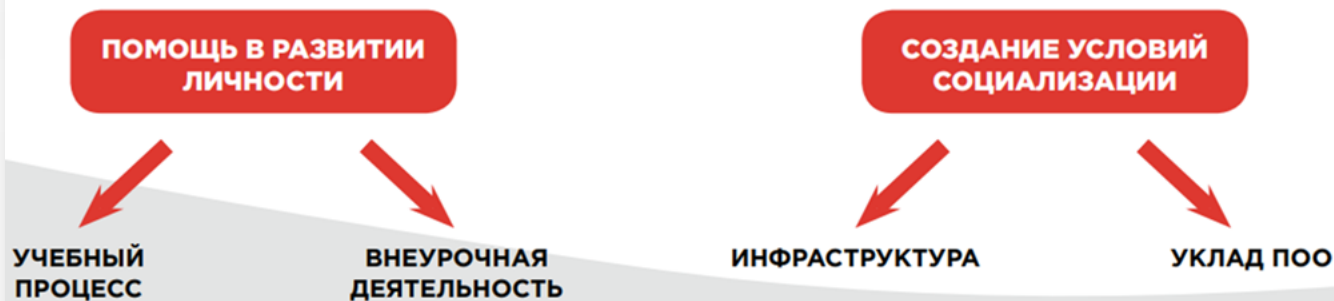 ПОМОЩЬ В РАЗВИТИИ
ЛИЧНОСТИ
СОЗДАНИЕ УСЛОВИЙ
СОЦИАЛИЗАЦИИ
УЧЕБНЫЙ
ПРОЦЕСС
ВНЕУРОЧНАЯ
ДЕЯТЕЛЬНОСТЬ
ИНФРАСТРУКТУРА
УКЛАД ПОО